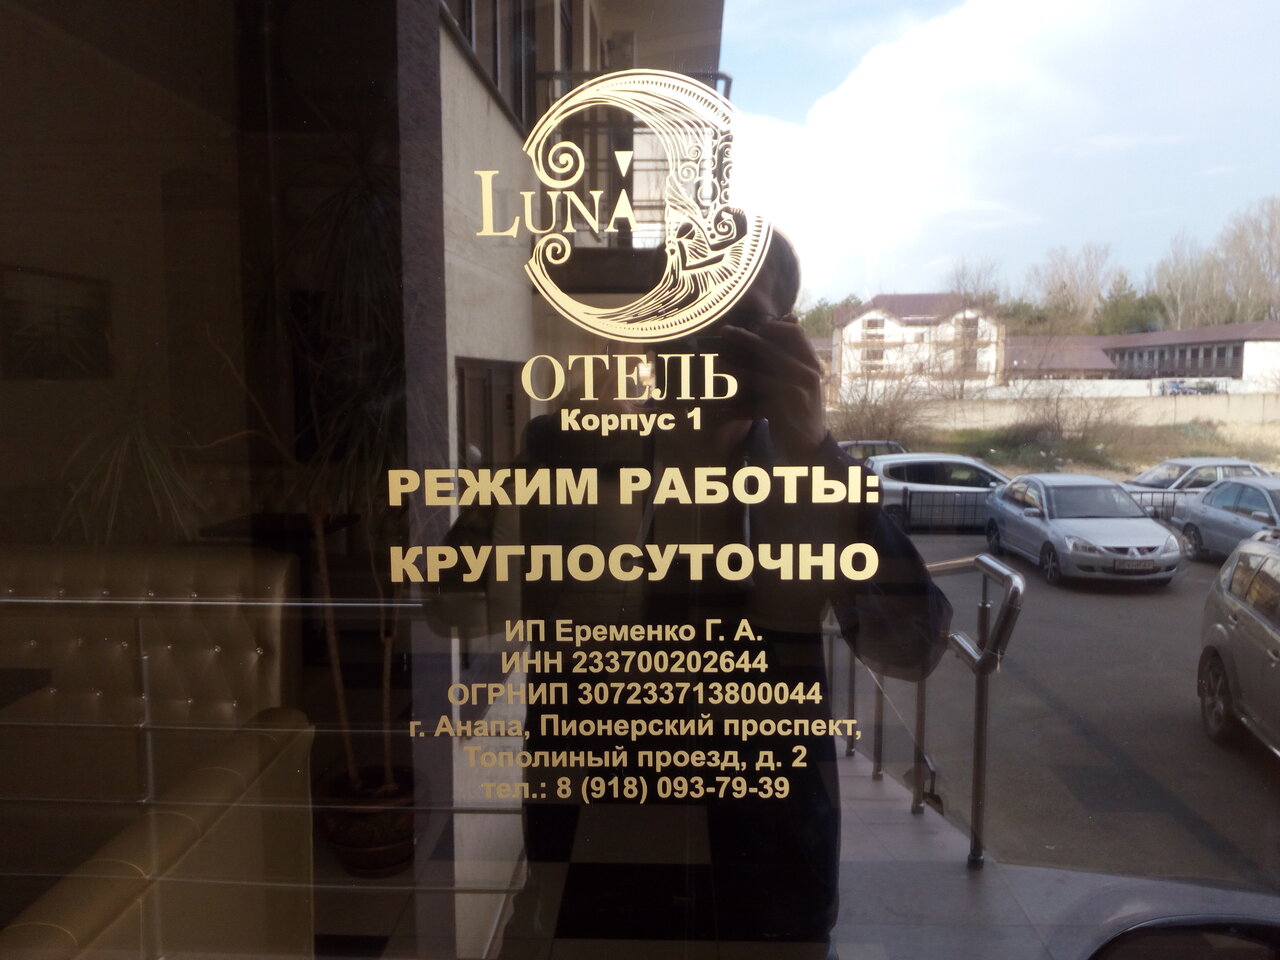 LUNA
ОТЕЛЬ
Корпус 1
РЕЖИМ РАБОТЫ:
КРУГЛОСУТОЧНО
ИП Еременко Г. А.
ИНН 233700202644
ОГРНИП 307233713800044
г. Анапа, Пионерский проспект,
Тополиный проезд, д. 2
тел.: 8 (918) 093-79-39